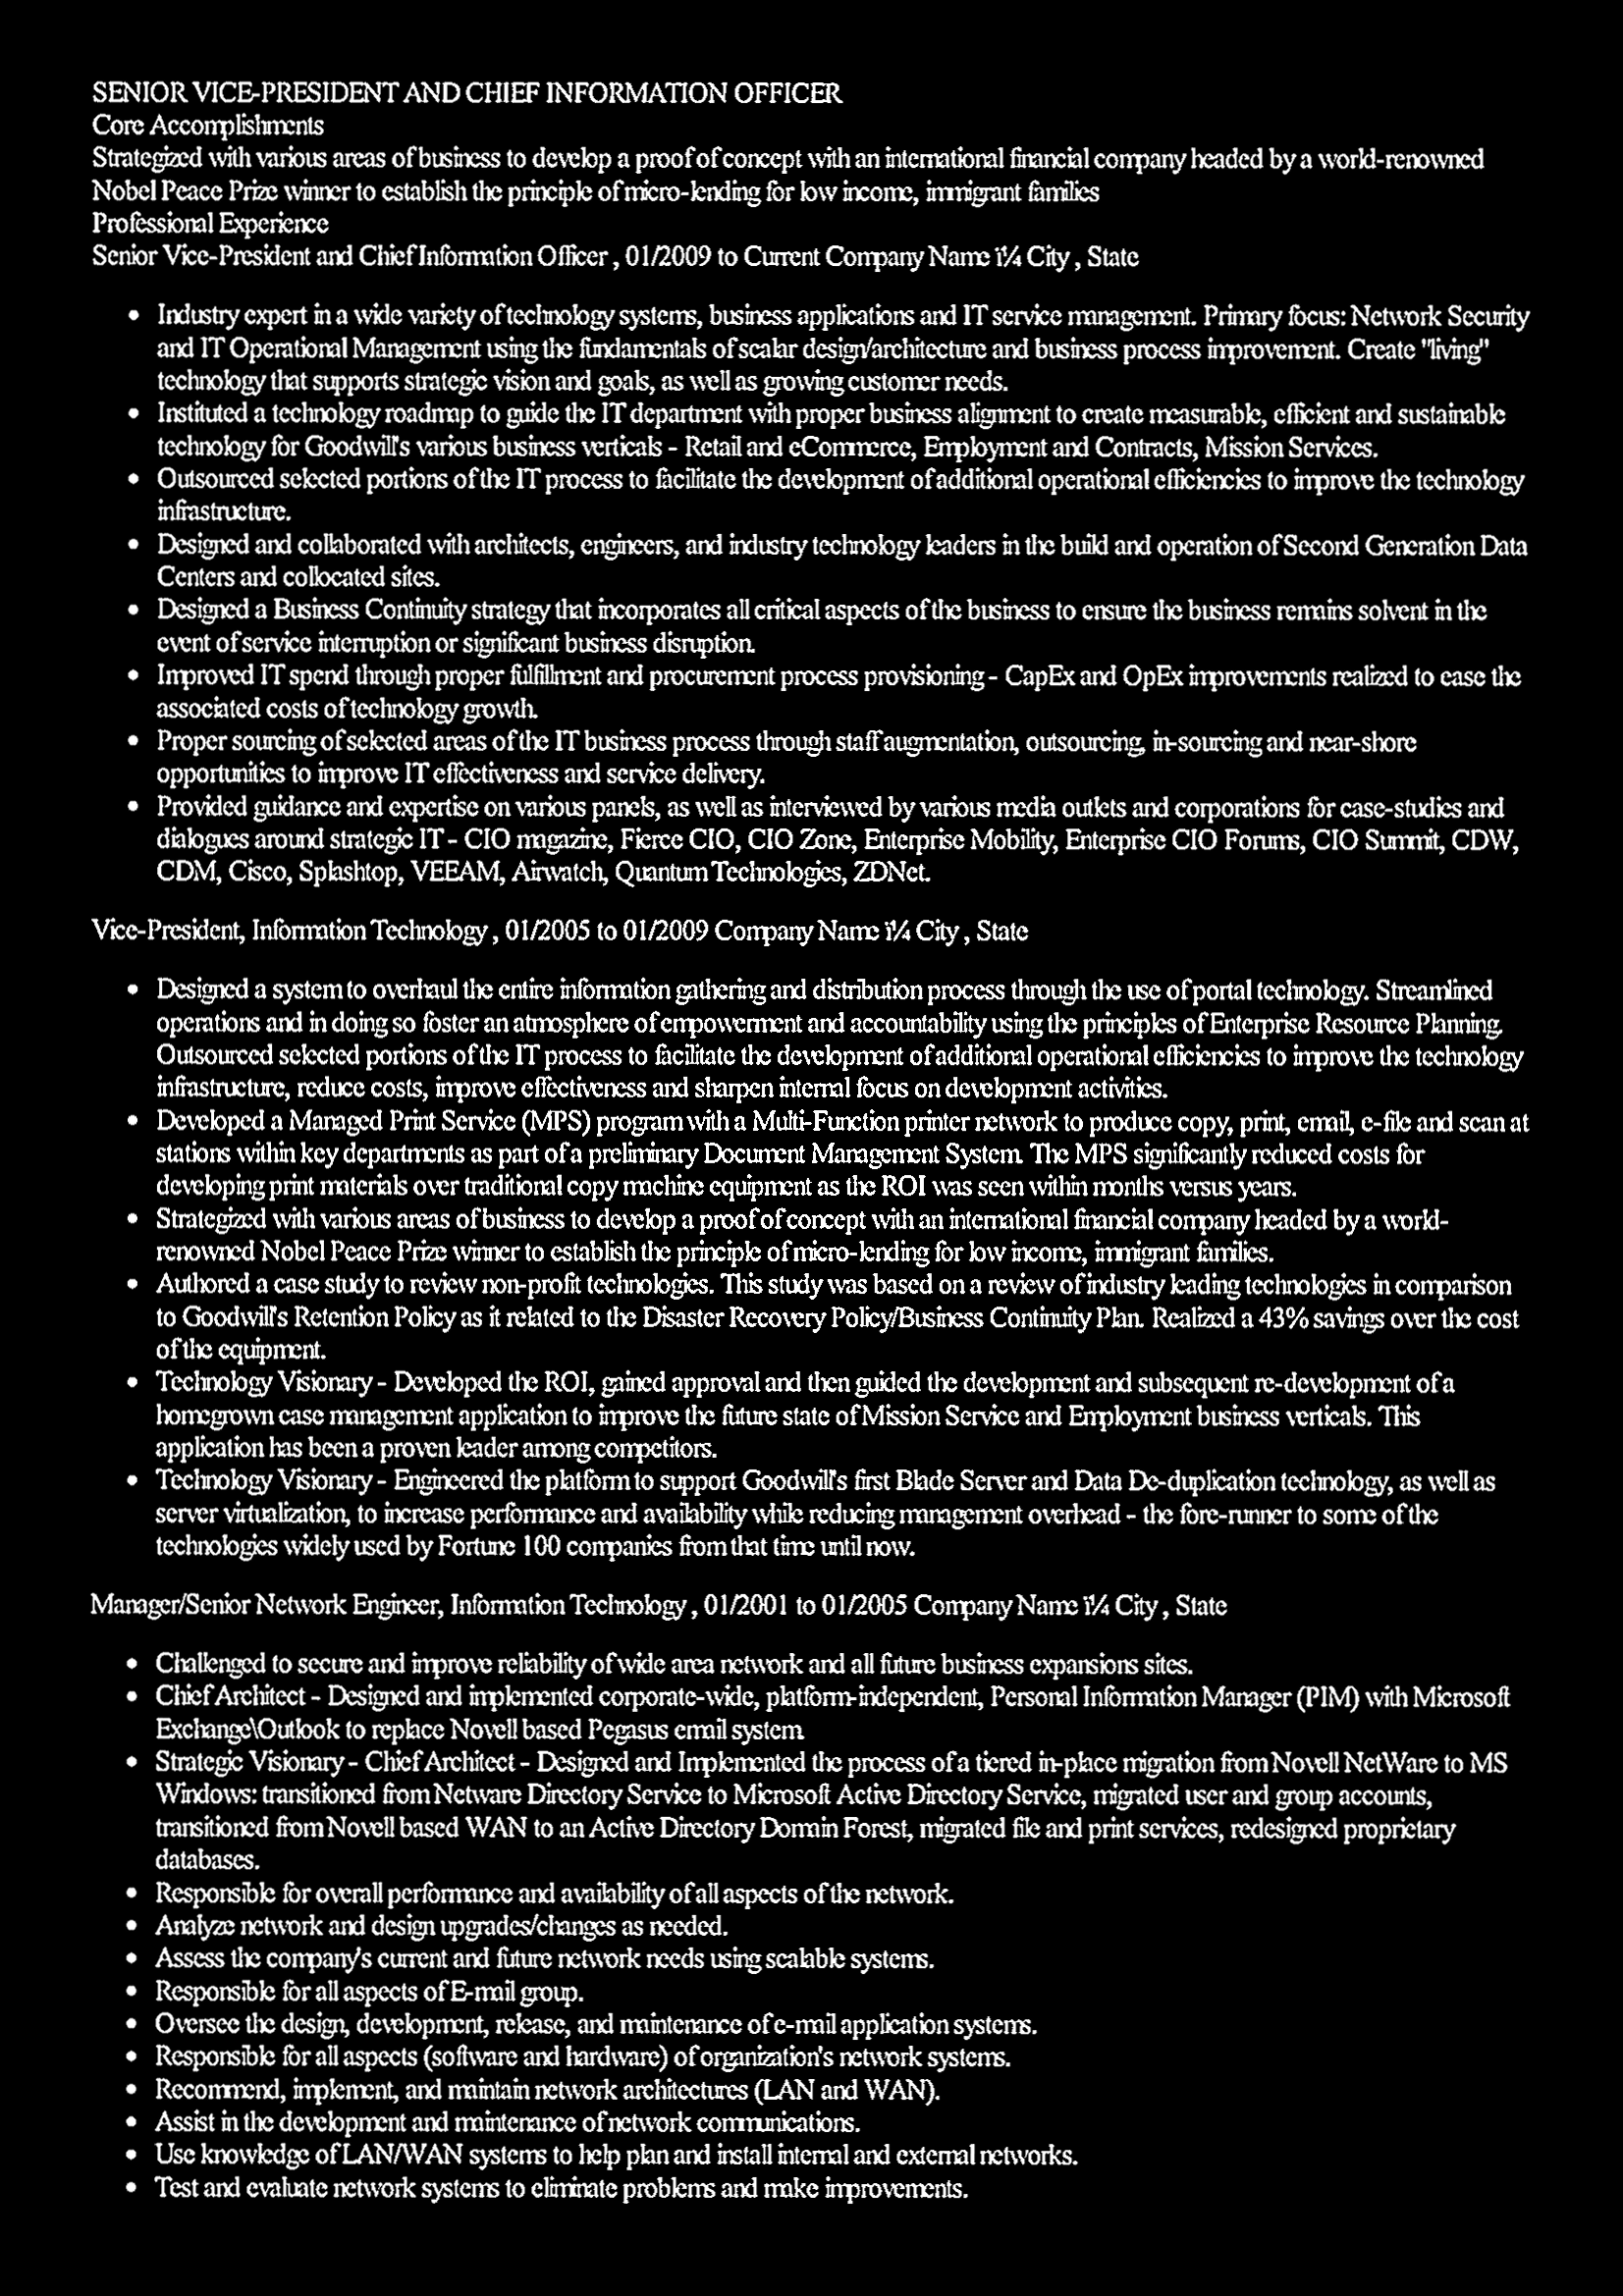 SENIOR VICE-PRESIDENT AND CHIEF INFORMATION OFFICER
Core Accomplishments
Strategized with various areas of business to develop a proof of concept with an international financial company headed by a world-renowned
Nobel Peace Prize winner to establish the principle of micro-lending for low income, immigrant families
Professional Experience
Senior Vice-President and Chief Information Officer , 01/2009 to Current Company Name ï¼ City , State
• Industry expert in a wide variety of technology systems, business applications and IT service management. Primary focus: Network Security
and IT Operational Management using the fundamentals of scalar design/architecture and business process improvement. Create "living"
technology that supports strategic vision and goals, as well as growing customer needs.
• Instituted a technology roadmap to guide the IT department with proper business alignment to create measurable, efficient and sustainable
technology for Goodwill's various business verticals - Retail and eCommerce, Employment and Contracts, Mission Services.
• Outsourced selected portions of the IT process to facilitate the development of additional operational efficiencies to improve the technology
infrastructure.
• Designed and collaborated with architects, engineers, and industry technology leaders in the build and operation of Second Generation Data
Centers and collocated sites.
• Designed a Business Continuity strategy that incorporates all critical aspects of the business to ensure the business remains solvent in the
event of service interruption or significant business disruption.
• Improved IT spend through proper fulfillment and procurement process provisioning - CapEx and OpEx improvements realized to ease the
associated costs of technology growth.
• Proper sourcing of selected areas of the IT business process through staff augmentation, outsourcing, in-sourcing and near-shore
opportunities to improve IT effectiveness and service delivery.
• Provided guidance and expertise on various panels, as well as interviewed by various media outlets and corporations for case-studies and
dialogues around strategic IT - CIO magazine, Fierce CIO, CIO Zone, Enterprise Mobility, Enterprise CIO Forums, CIO Summit, CDW,
CDM, Cisco, Splashtop, VEEAM, Airwatch, Quantum Technologies, ZDNet.
Vice-President, Information Technology , 01/2005 to 01/2009 Company Name ï¼ City , State
• Designed a system to overhaul the entire information gathering and distribution process through the use of portal technology. Streamlined
operations and in doing so foster an atmosphere of empowerment and accountability using the principles of Enterprise Resource Planning.
Outsourced selected portions of the IT process to facilitate the development of additional operational efficiencies to improve the technology
infrastructure, reduce costs, improve effectiveness and sharpen internal focus on development activities.
• Developed a Managed Print Service (MPS) program with a Multi-Function printer network to produce copy, print, email, e-file and scan at
stations within key departments as part of a preliminary Document Management System. The MPS significantly reduced costs for
developing print materials over traditional copy machine equipment as the ROI was seen within months versus years.
• Strategized with various areas of business to develop a proof of concept with an international financial company headed by a world-
renowned Nobel Peace Prize winner to establish the principle of micro-lending for low income, immigrant families.
• Authored a case study to review non-profit technologies. This study was based on a review of industry leading technologies in comparison
to Goodwill's Retention Policy as it related to the Disaster Recovery Policy/Business Continuity Plan. Realized a 43% savings over the cost
of the equipment.
• Technology Visionary - Developed the ROI, gained approval and then guided the development and subsequent re-development of a
homegrown case management application to improve the future state of Mission Service and Employment business verticals. This
application has been a proven leader among competitors.
• Technology Visionary - Engineered the platform to support Goodwill's first Blade Server and Data De-duplication technology, as well as
server virtualization, to increase performance and availability while reducing management overhead - the fore-runner to some of the
technologies widely used by Fortune 100 companies from that time until now.
Manager/Senior Network Engineer, Information Technology , 01/2001 to 01/2005 Company Name ï¼ City , State
• Challenged to secure and improve reliability of wide area network and all future business expansions sites.
• Chief Architect - Designed and implemented corporate-wide, platform-independent, Personal Information Manager (PIM) with Microsoft
Exchange\Outlook to replace Novell based Pegasus email system.
• Strategic Visionary - Chief Architect - Designed and Implemented the process of a tiered in-place migration from Novell NetWare to MS
Windows: transitioned from Netware Directory Service to Microsoft Active Directory Service, migrated user and group accounts,
transitioned from Novell based WAN to an Active Directory Domain Forest, migrated file and print services, redesigned proprietary
databases.
• Responsible for overall performance and availability of all aspects of the network.
• Analyze network and design upgrades/changes as needed.
• Assess the company's current and future network needs using scalable systems.
• Responsible for all aspects of E-mail group.
• Oversee the design, development, release, and maintenance of e-mail application systems.
• Responsible for all aspects (software and hardware) of organization's network systems.
• Recommend, implement, and maintain network architectures (LAN and WAN).
• Assist in the development and maintenance of network communications.
• Use knowledge of LAN/WAN systems to help plan and install internal and external networks.
• Test and evaluate network systems to eliminate problems and make improvements.